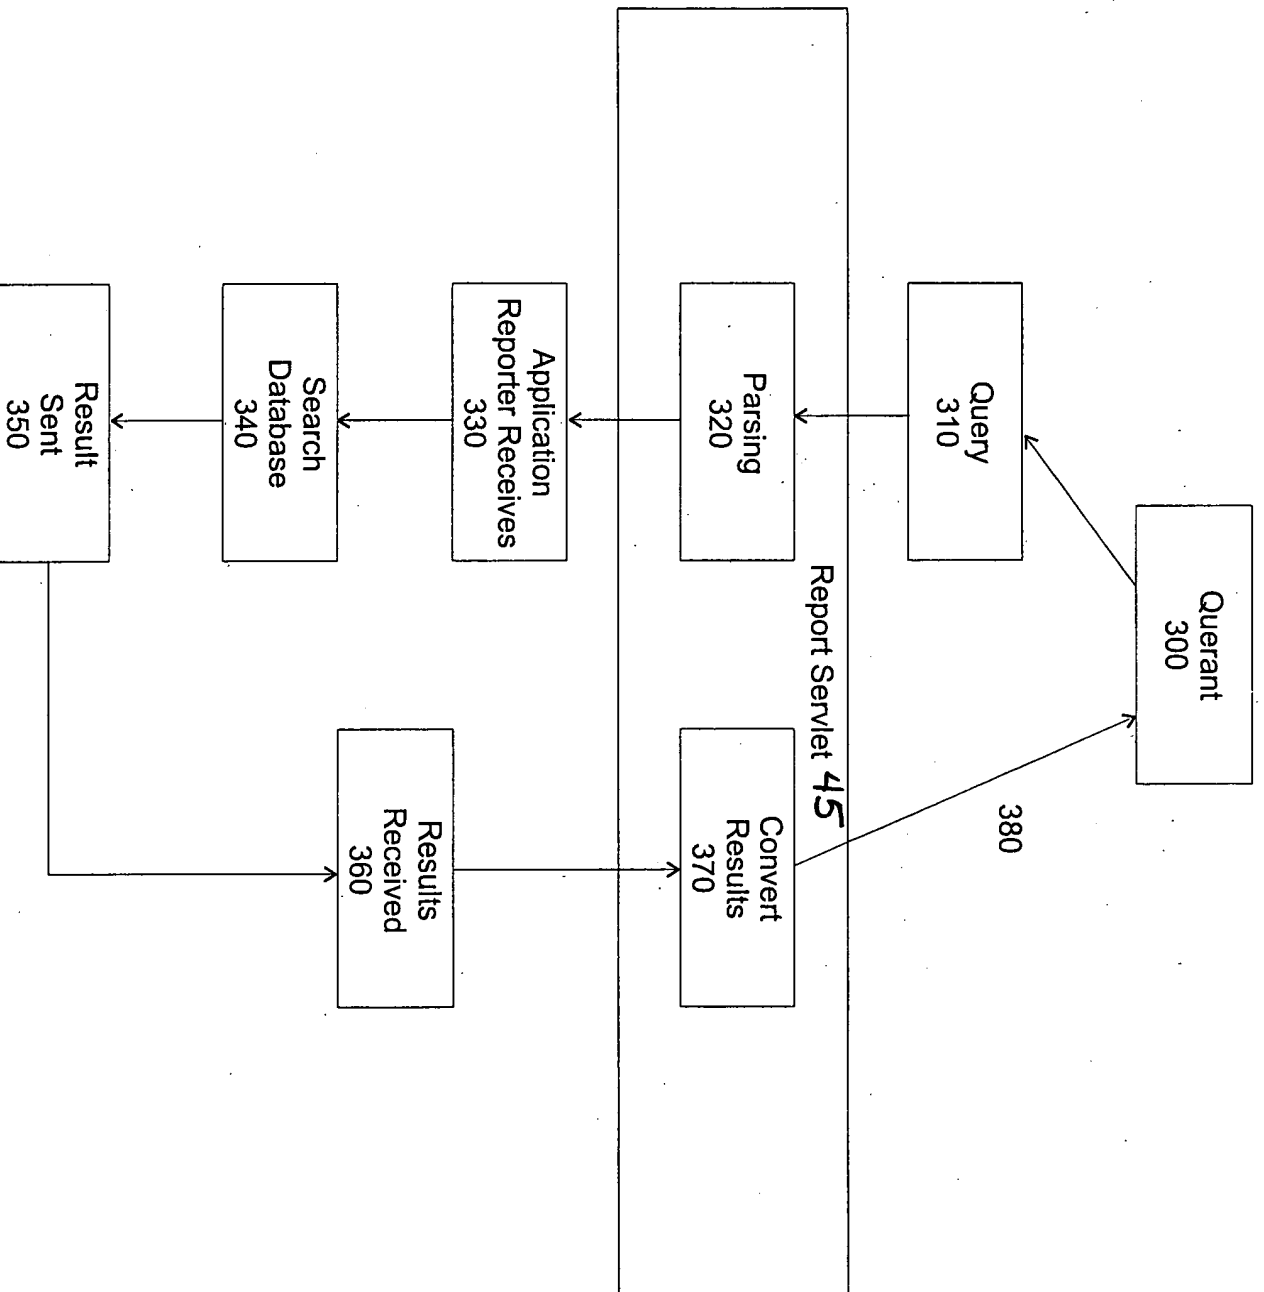 Querant
300
380
Query
310
Report Servlet 45
Parsing
320
Convert
Results
370
Application
Reporter Receives
330
Results
Received
360
Search
Database
340
Result
Sent
350